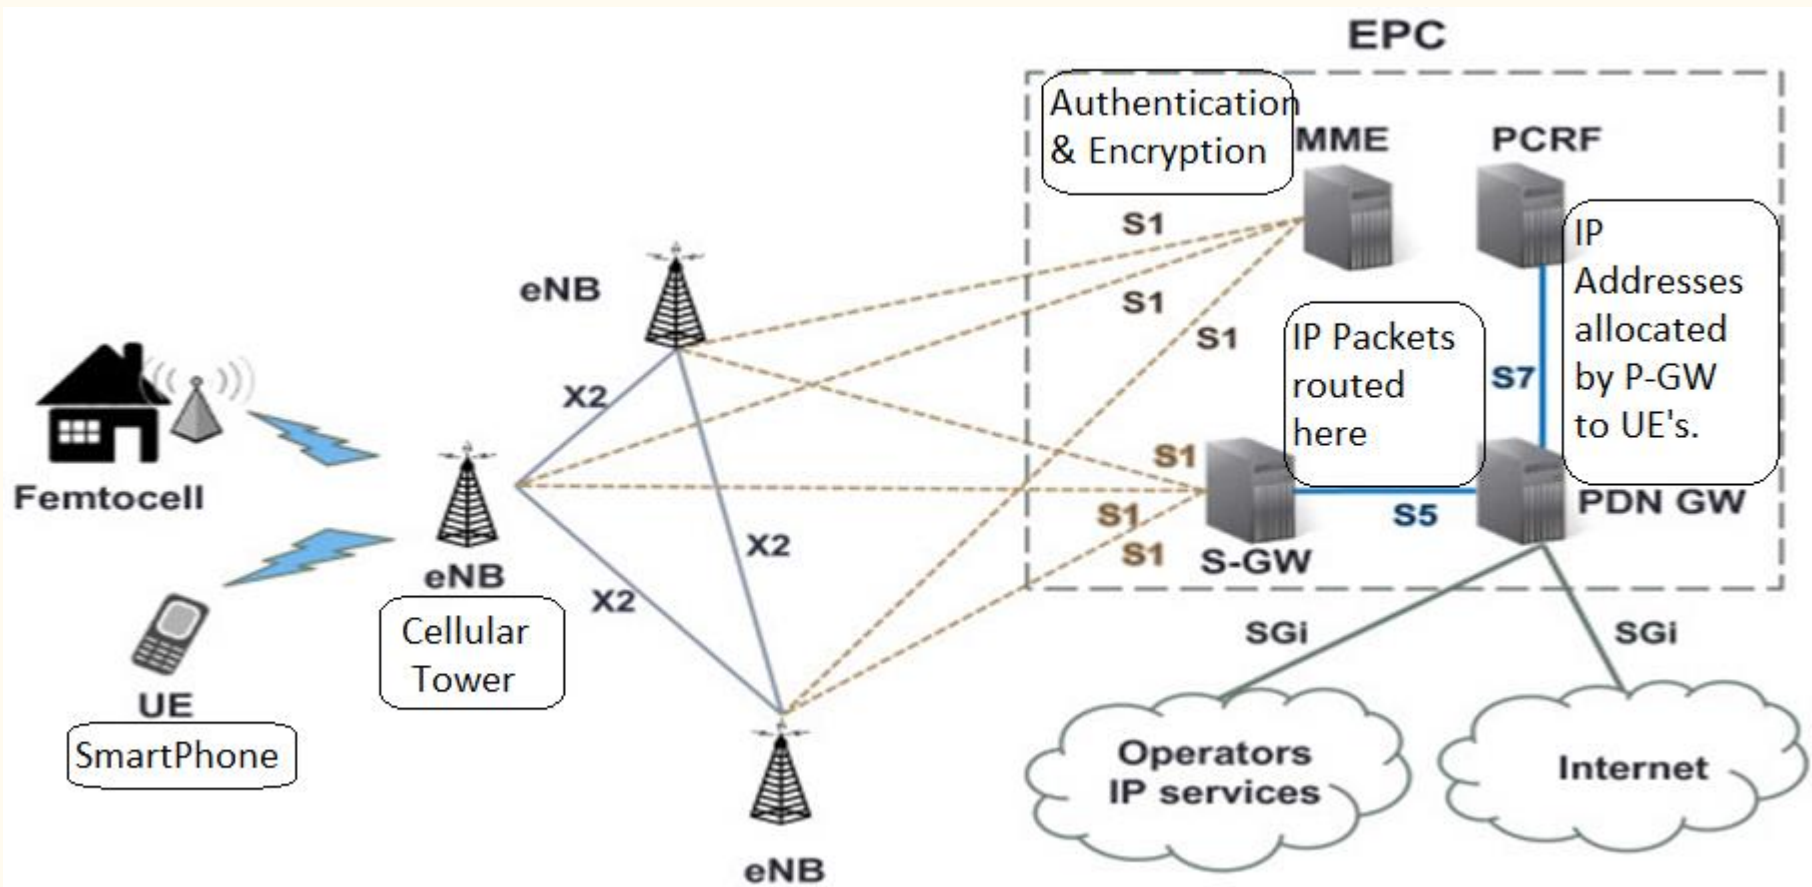 EPC
Authentication
& Encryption
MME
PCRF
S1
S1
S1
IP
Addresses
allocated
by P-GW
to UE's.
IP Packets
routed
here
S7
eNB
X2
Femtocell
S1
S1
S1
S5
PDN GW
S-GW
X2
eNB
X2
Cellular
Tower
UE
SmartPhone
SGi
SGi
Operators
IP services
Internet
eNB